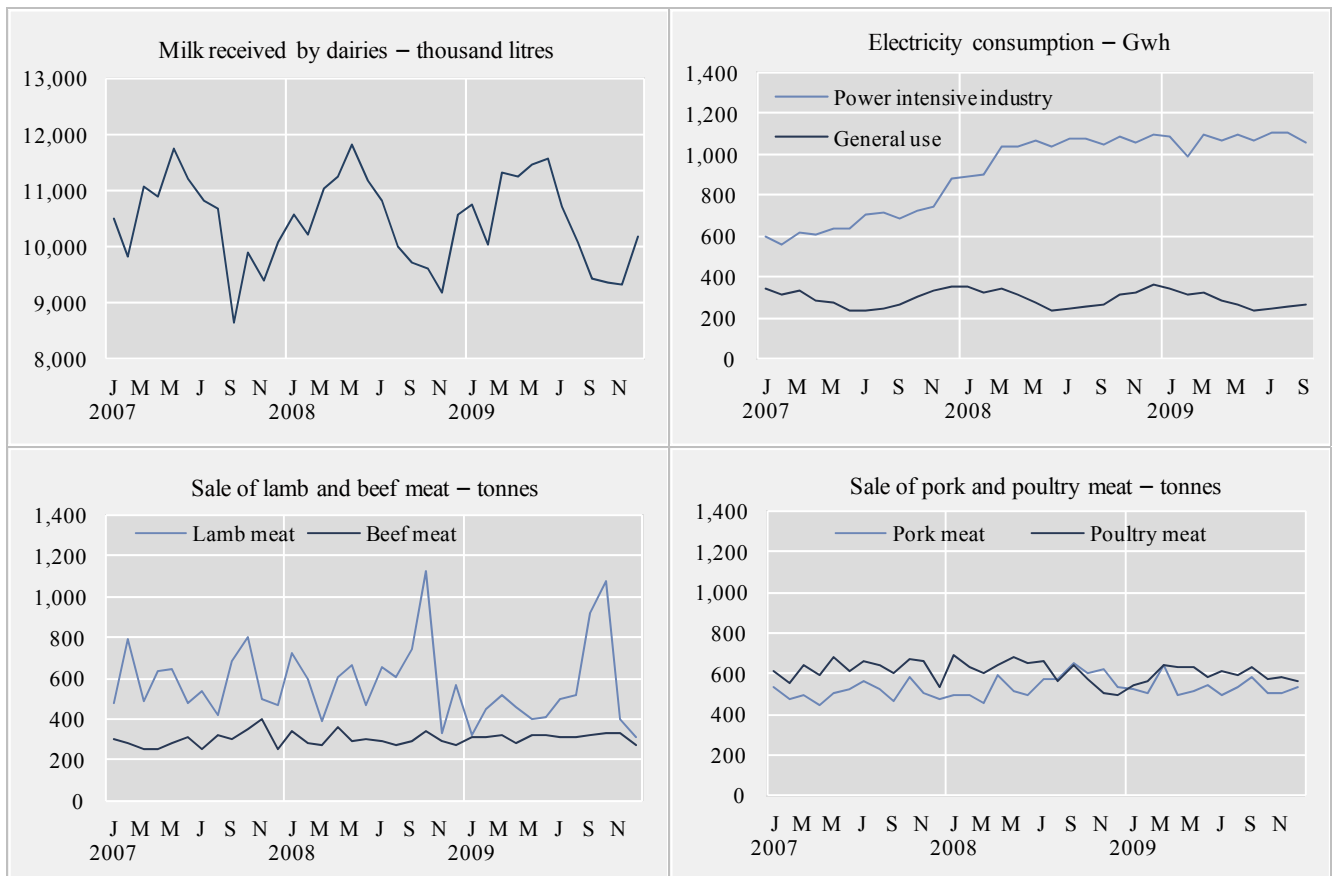 Milk received by dairies – thousand litres
13,000
12,000
11,000
10,000
9,000
8,000
J M M J S N J M M J S N J M M J S N
2007 2008 2009
Electricity consumption – Gwh
1,400
1,200
1,000
800
600
400
200
0
Power intensive industry
General use
J M M J S N J M M J S N J M M J S
2007 2008 2009
Sale of lamb and beef meat – tonnes
1,400
1,200
1,000
800
600
400
200
0
Lamb meat Beef meat
J M M J S N J M M J S N J M M J S N
2007 2008 2009
Sale of pork and poultry meat – tonnes
1,400
1,200
1,000
800
600
400
200
0
Pork meat Poultry meat
J M M J S N J M M J S N J M M J S N
2007 2008 2009